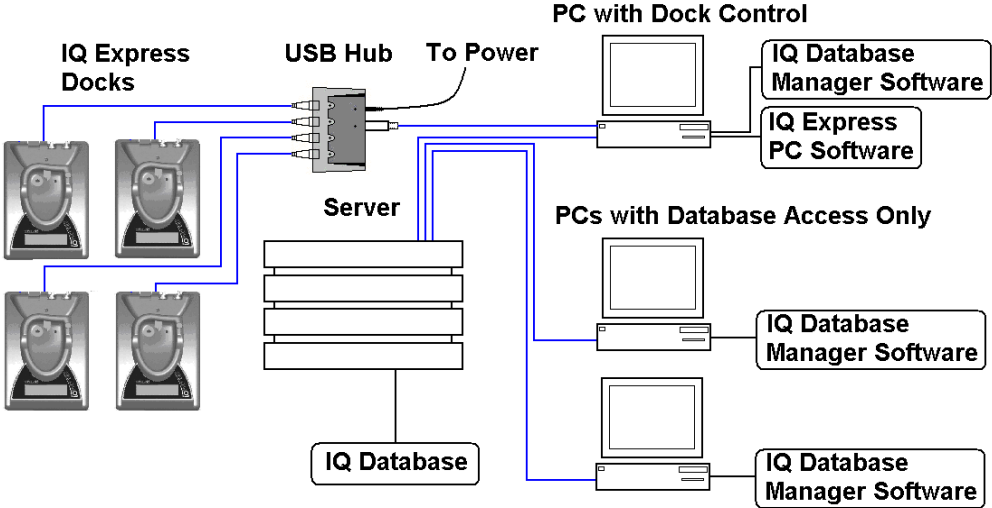 PC with Dock Control
IQ Express
Docks
USB Hub
To Power
IQ Database
Manager Software
IQ Express
PC Software
Server
PCs with Database Access Only
IQ Database
Manager Software
IQ Database
IQ Database
Manager Software